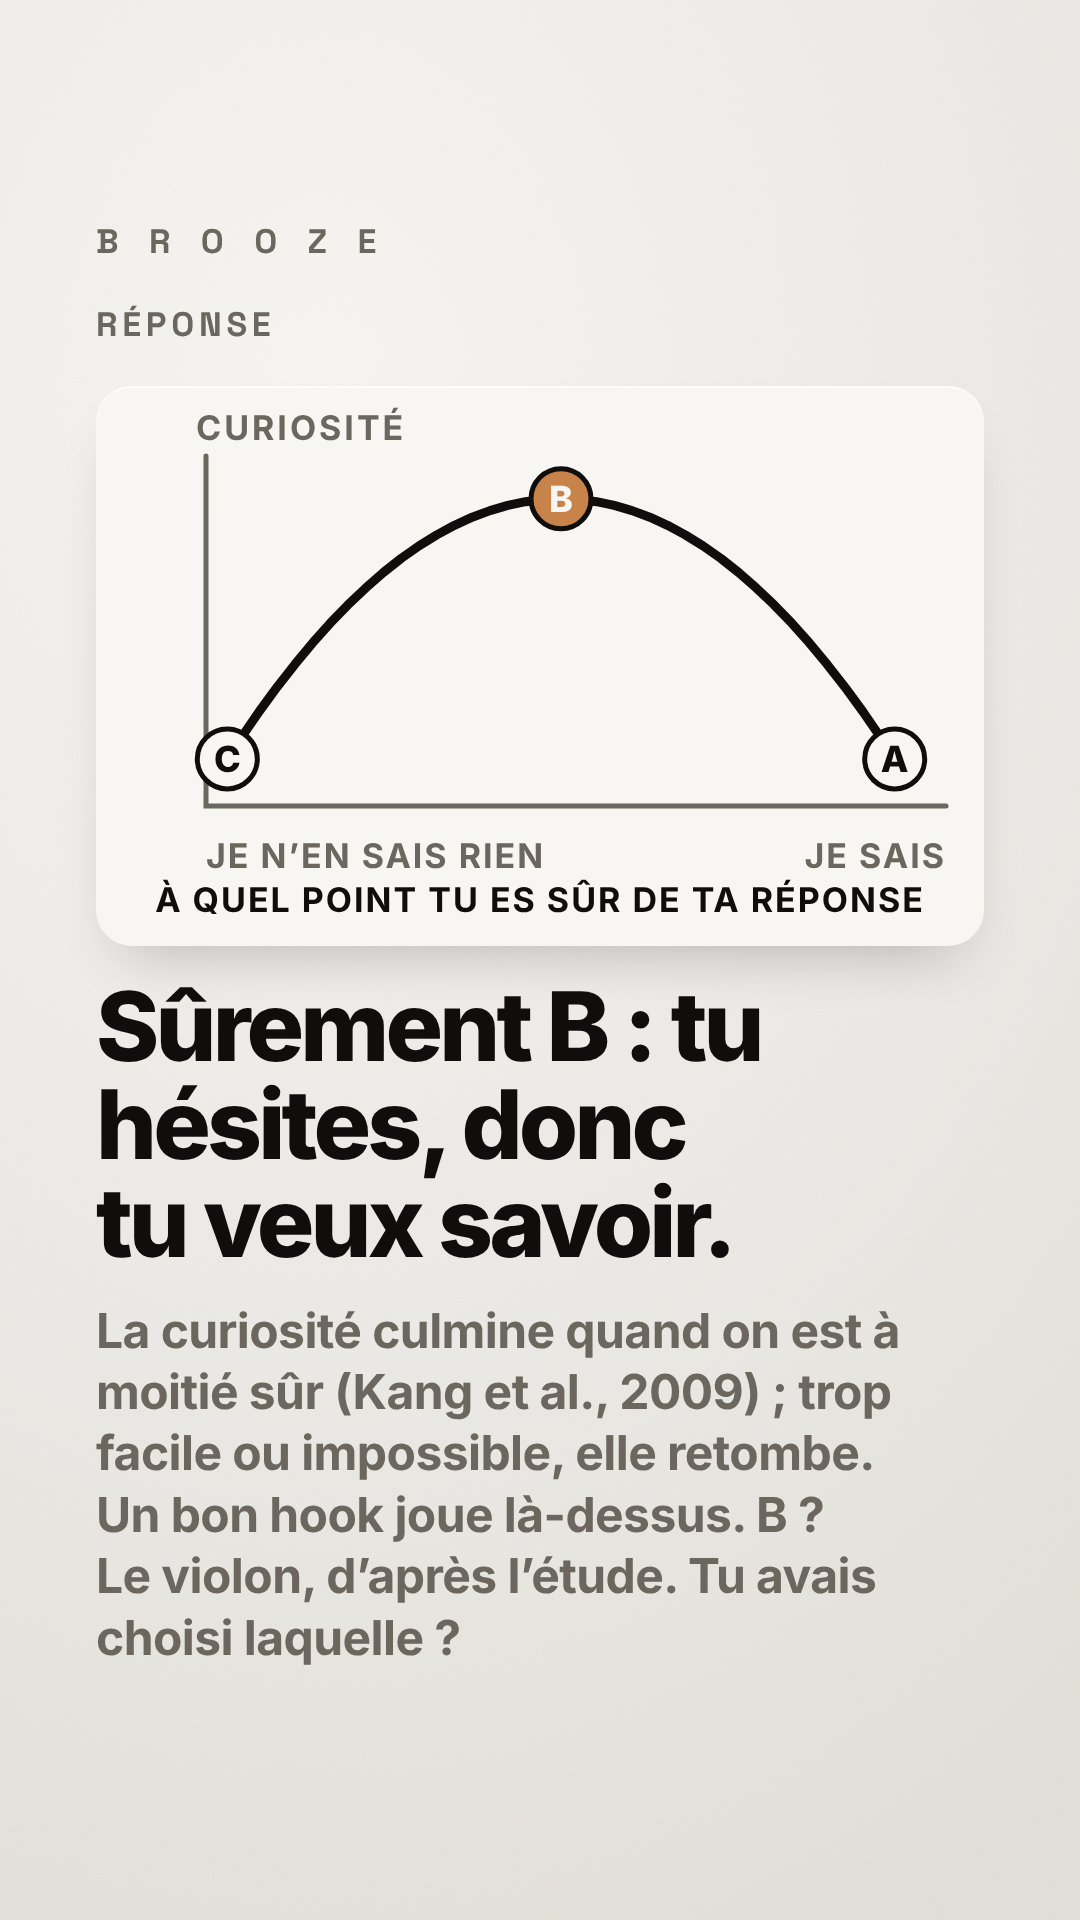 BROOZE
RÉPONSE
CURIOSITÉ
B
C
A
JE N’EN SAIS RIEN
JE SAIS
À QUEL POINT TU ES SÛR DE TA RÉPONSE
Sûrement B : tu
hésites, donc
tu veux savoir.
La curiosité culmine quand on est à
moitié sûr (Kang et al., 2009) ; trop
facile ou impossible, elle retombe.
Un bon hook joue là-dessus. B ?
Le violon, d’après l’étude. Tu avais
choisi laquelle ?